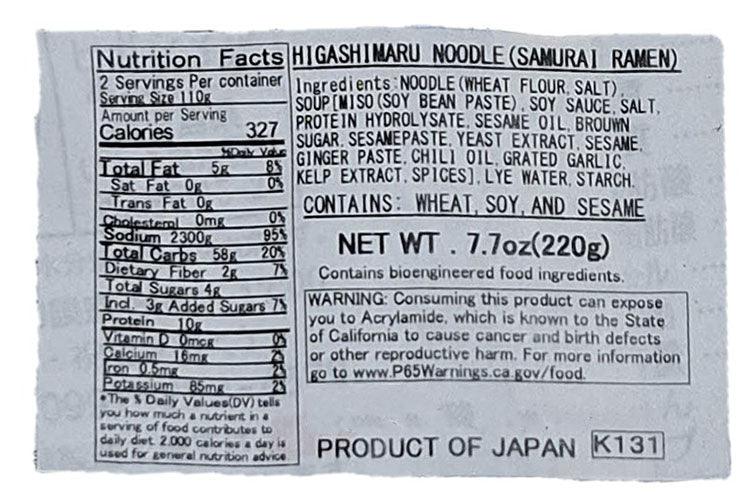 Nutrition Facts
2 Servings Per container
Serving Size 110g
Amount per Serving
Calories 327
%Daily Value
Total Fat 5g 8%
Sat Fat 0g 0%
Trans Fat 0g
Cholesterol 0mg 0%
Sodium 2300g 95%
Total Carbs 58g 20%
Dietary Fiber 2g 7%
Total Sugars 4g
Incl. 3g Added Sugars 7%
Protein 10g
Vitamin D 0mcg 0%
Calcium 16mg 2%
Iron 0.5mg 2%
Potassium 85mg 2%
*The % Daily Values(DV) tells
you how much a nutrient in a
serving of food contributes to
daily diet. 2,000 calories a day is
used for general nutrition advice.
HIGASHIMARU NOODLE(SAMURAI RAMEN)
Ingredients:NOODLE(WHEAT FLOUR, SALT),
SOUP[MISO(SOY BEAN PASTE), SOY SAUCE, SALT,
PROTEIN HYDROLYSATE, SESAME OIL, BROUWN
SUGAR, SESAMEPASTE, YEAST EXTRACT, SESAME,
GINGER PASTE, CHILI OIL, GRATED GARLIC,
KELP EXTRACT, SPICES], LYE WATER, STARCH.
CONTAINS: WHEAT, SOY, AND SESAME
NET WT . 7.7oz(220g)
Contains bioengineered food ingredients.
WARNING: Consuming this product can expose
you to Acrylamide, which is known to the State
of California to cause cancer and birth defects
or other reproductive harm. For more information
go to www.P65Warnings.ca.gov/food.
PRODUCT OF JAPAN K131